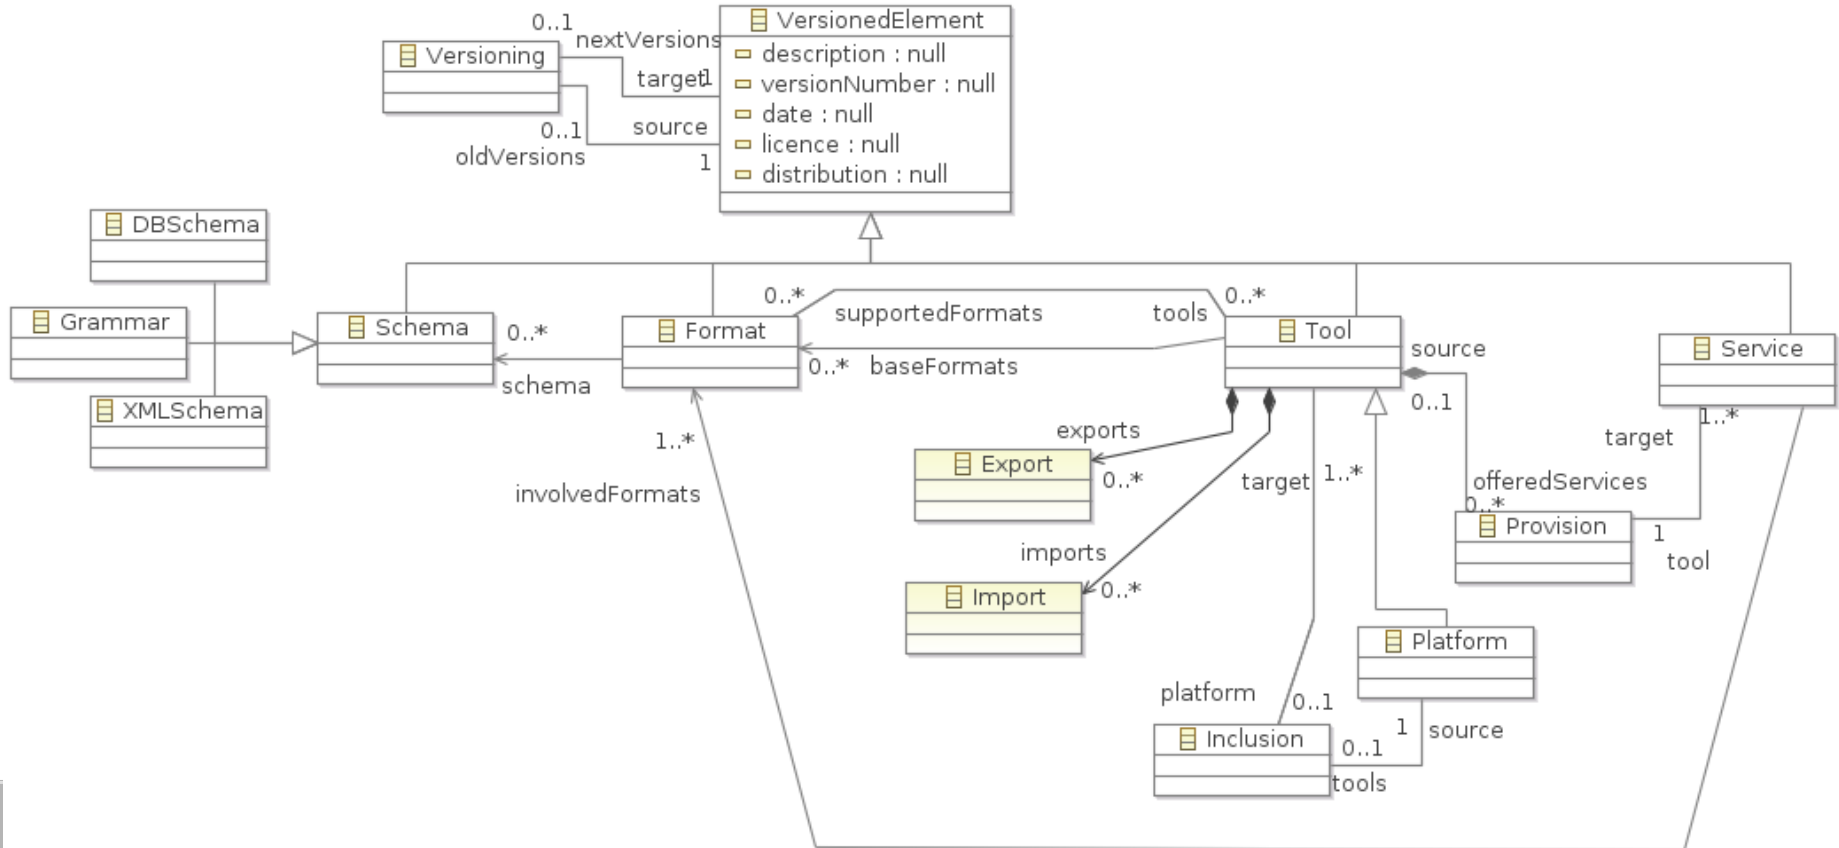 VersionedElement
description : null
versionNumber : null
date : null
licence : null
distribution : null
0..1
nextVersions
Versioning
target
1
0..1
source
oldVersions
1
DBSchema
Grammar
XMLSchema
Schema
0..*
schema
Format
0..*
supportedFormats
tools
0..*
0..*
baseFormats
Tool
source
0..1
Service
1..*
target
offeredServices
0..*
Provision
1
tool
1..*
involvedFormats
exports
Export
0..*
target
1..*
imports
Import
0..*
Platform
platform
0..1
1
source
Inclusion
0..1
tools